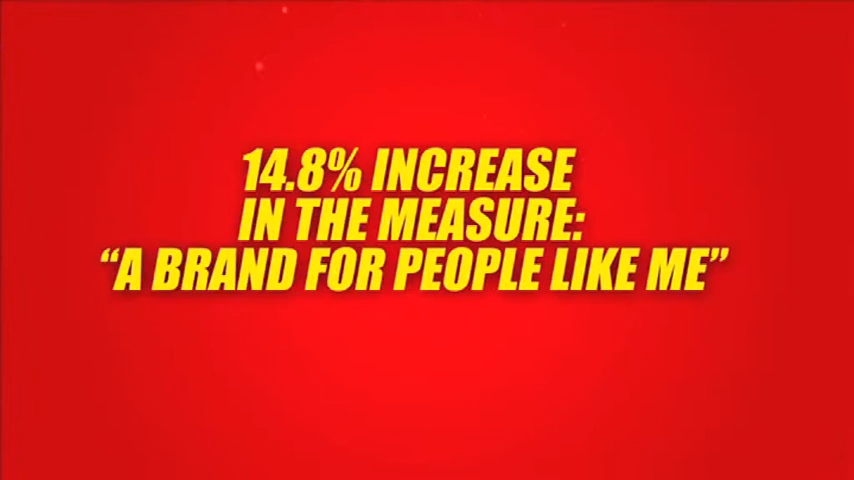 14.8% INCREASE
IN THE MEASURE:
“A BRAND FOR PEOPLE LIKE ME”